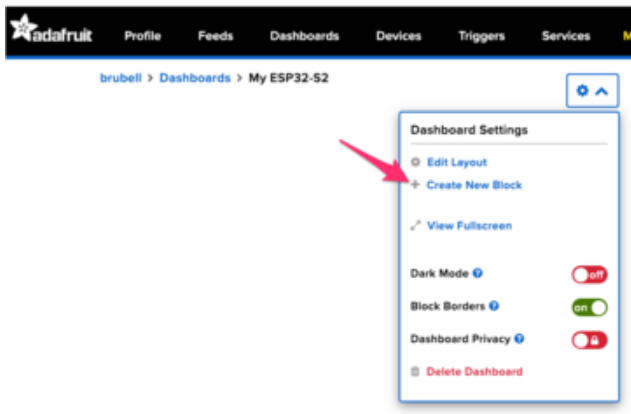 adafruit Profile Feeds Dashboards Devices Triggers Services M
brubell > Dashboards > My ESP32-S2
Dashboard Settings
Edit Layout
+ Create New Block
View Fullscreen
Dark Mode ? off
Block Borders ? on
Dashboard Privacy ?
Delete Dashboard